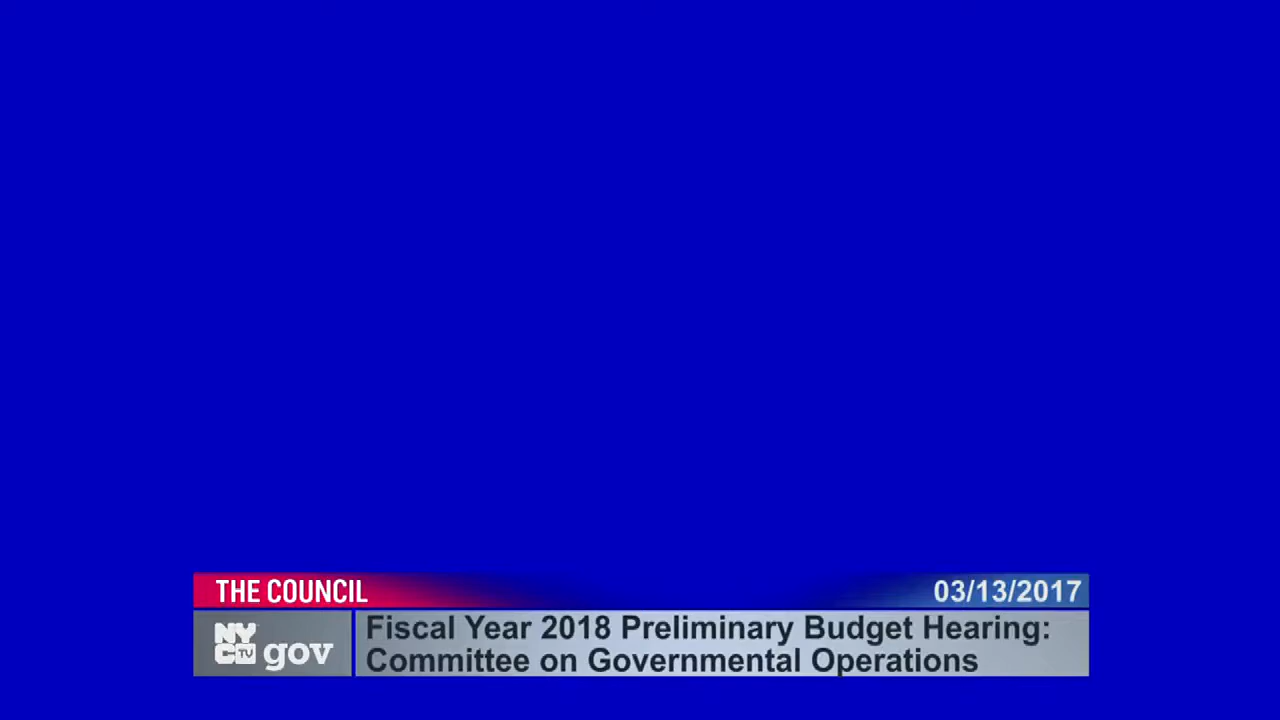 THE COUNCIL
03/13/2017
NYC TV gov
Fiscal Year 2018 Preliminary Budget Hearing:
Committee on Governmental Operations